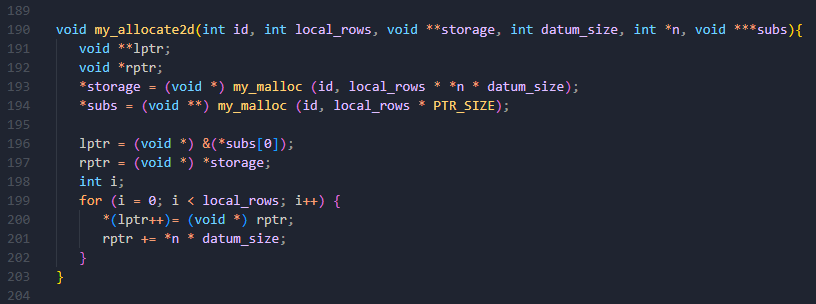 189
190 void my_allocate2d(int id, int local_rows, void **storage, int datum_size, int *n, void ***subs){
191 void **lptr;
192 void *rptr;
193 *storage = (void *) my_malloc (id, local_rows * *n * datum_size);
194 *subs = (void **) my_malloc (id, local_rows * PTR_SIZE);
195
196 lptr = (void *) &(*subs[0]);
197 rptr = (void *) *storage;
198 int i;
199 for (i = 0; i < local_rows; i++) {
200 *(lptr++)= (void *) rptr;
201 rptr += *n * datum_size;
202 }
203 }
204